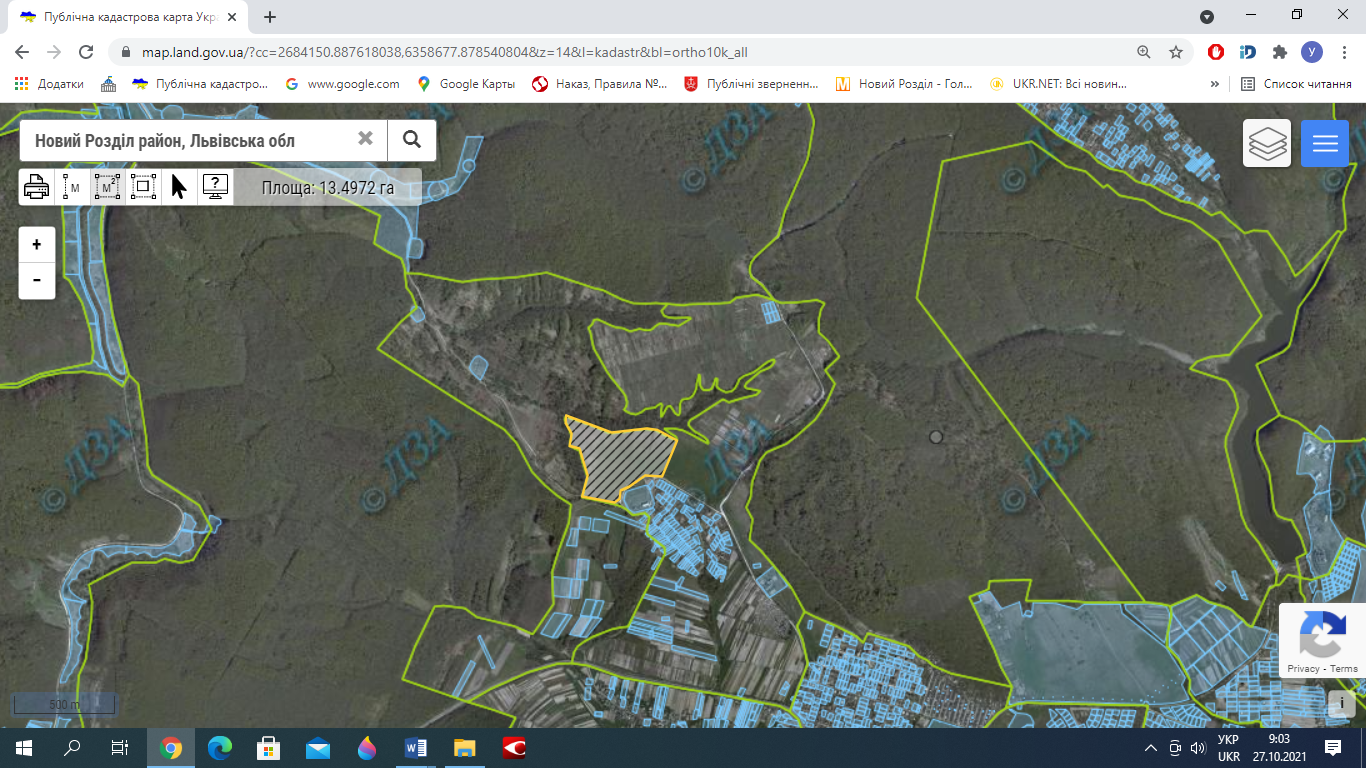 Публічна кадастрова карта Укра
map.land.gov.ua/?cc=2684150.887618038,6358677.878540804&z=14&l=kadastr&bl=ortho10k_all
У
Додатки
Публічна кадастро...
www.google.com
Google Карты
Наказ, Правила №...
Публічні звереннн...
Новий Розділ - Гол...
UKR.NET: Всі новин...
»
Список читання
Новий Розділ район, Львівська обл
М
М²
?
Площа: 13.4972 га
+
-
© ДЗА
© ДЗА
© ДЗА
© ДЗА
© ДЗА
© ДЗА
Privacy - Terms
500 m
i
УКР
UKR
9:03
27.10.2021